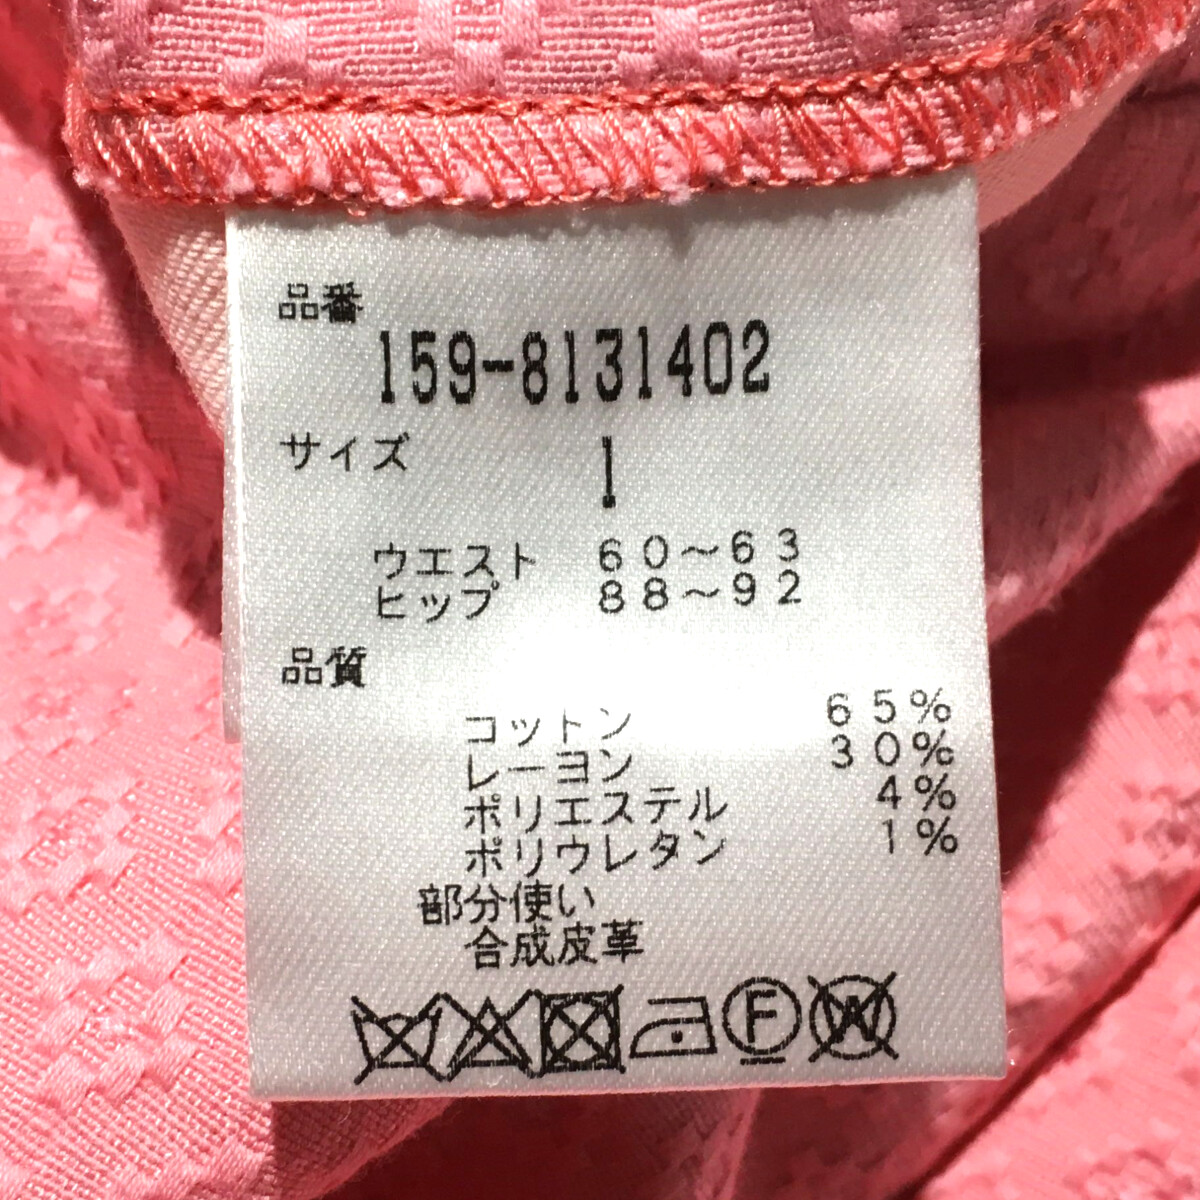 品番
159-8131402
サイズ 1
ウエスト 60～63
ヒップ 88～92
品質
コットン 65%
レーヨン 30%
ポリエステル 4%
ポリウレタン 1%
部分使い
合成皮革
F W